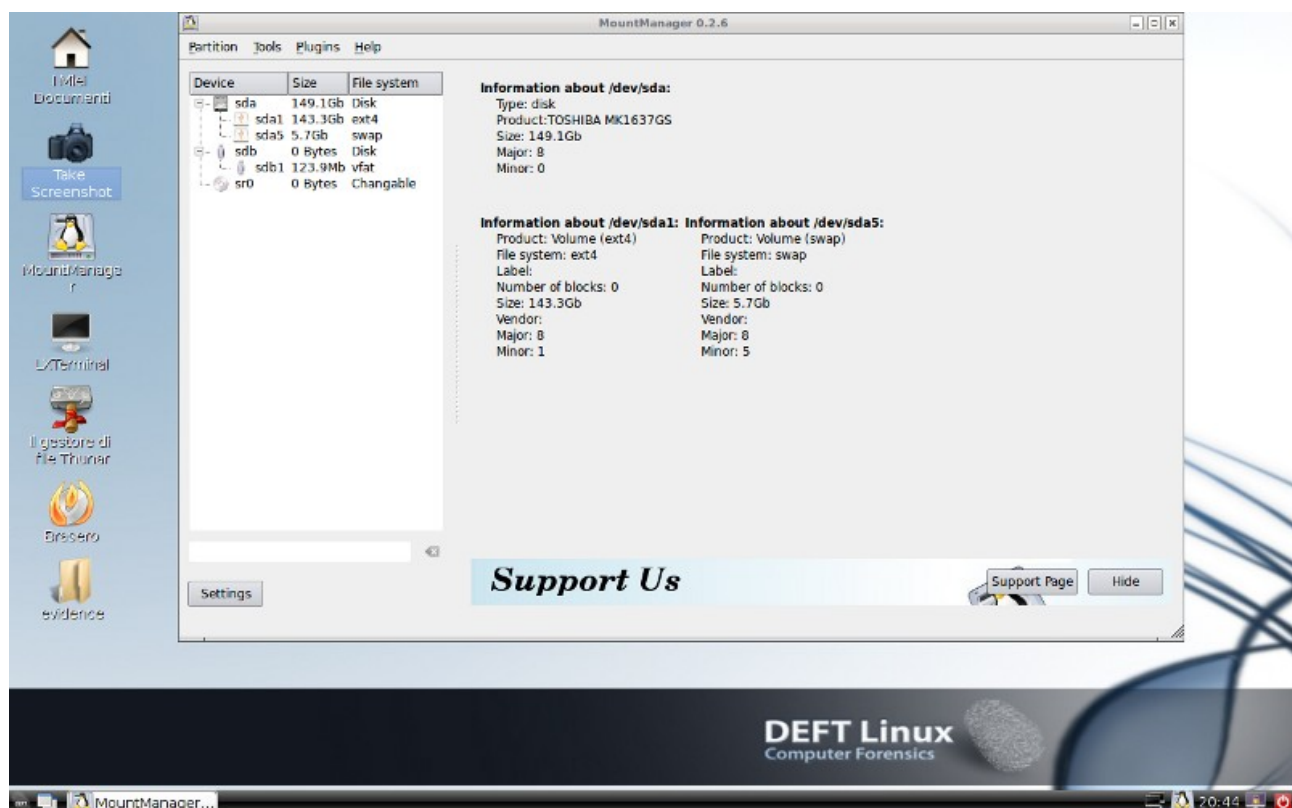 MountManager 0.2.6
Partition Tools Plugins Help
Device Size File system
sda 149.1Gb Disk
sda1 143.3Gb ext4
sda5 5.7Gb swap
sdb 0 Bytes Disk
sdb1 123.9Mb vfat
sr0 0 Bytes Changable
Information about /dev/sda:
Type: disk
Product:TOSHIBA MK1637GS
Size: 149.1Gb
Major: 8
Minor: 0
Information about /dev/sda1: Information about /dev/sda5:
Product: Volume (ext4) Product: Volume (swap)
File system: ext4 File system: swap
Label: Label:
Number of blocks: 0 Number of blocks: 0
Size: 143.3Gb Size: 5.7Gb
Vendor: Vendor:
Major: 8 Major: 8
Minor: 1 Minor: 5
Settings
Support Us
Support Page Hide
I Miei
Documenti
Take
Screenshot
MountManage
r
LXTerminal
Il gestore di
file Thunar
Brasero
evidence
DEFT Linux
Computer Forensics
MountManager...
20:44